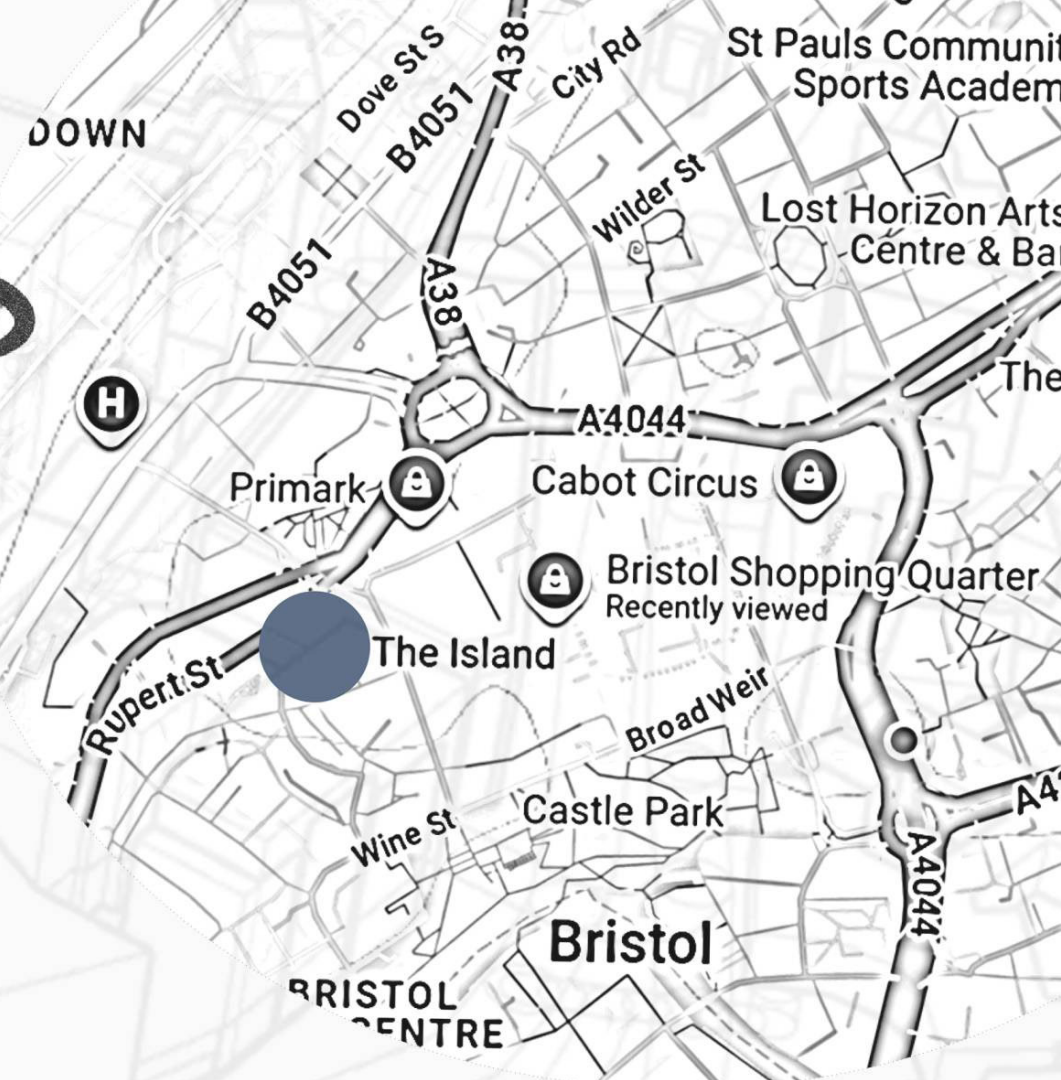 Dove St S
A38
City Rd
St Pauls Communit
Sports Academ
DOWN
B4051
Wilder St
Lost Horizon Arts
Centre & Ba
B4051
A38
H
The
A4044
Primark
Cabot Circus
Bristol Shopping Quarter
Recently viewed
The Island
Rupert St
Broad Weir
Castle Park
A4
Wine St
A4044
Bristol
BRISTOL
CENTRE